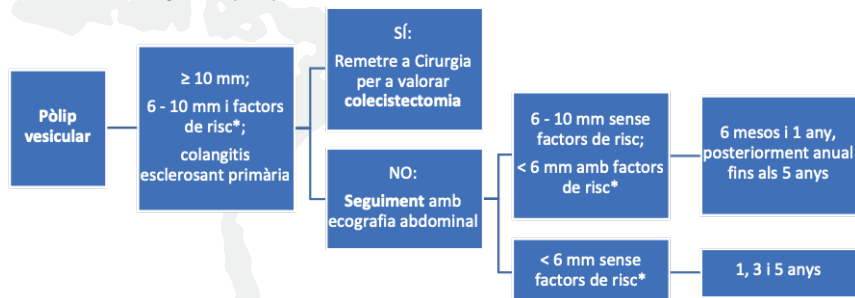 Pòlip
vesicular
≥ 10 mm;
6 - 10 mm i factors
de risc*;
colangitis
esclerosant primària
SÍ:
Remetre a Cirurgia
per a valorar
colecistectomia
NO:
Seguiment amb
ecografia abdominal
6 - 10 mm sense
factors de risc;
< 6 mm amb factors
de risc*
6 mesos i 1 any,
posteriorment anual
fins als 5 anys
< 6 mm sense
factors de risc*
1, 3 i 5 anys